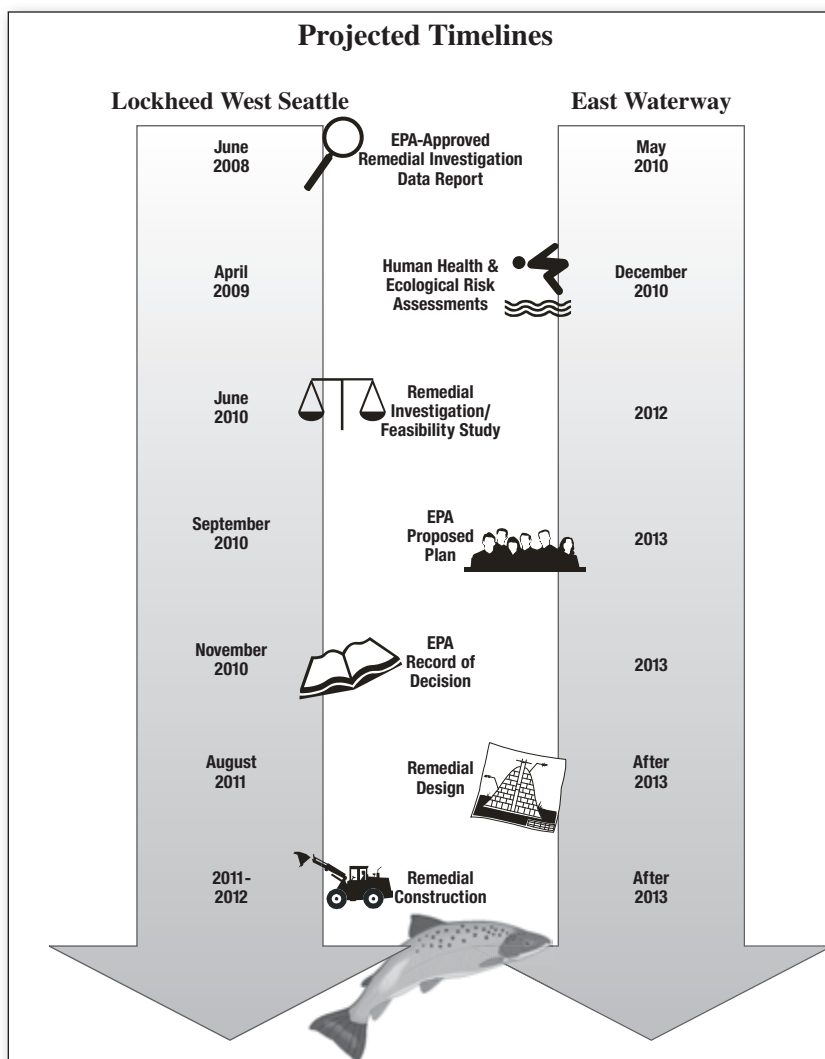 Projected Timelines
Lockheed West Seattle
East Waterway
June
2008
EPA-Approved
Remedial Investigation
Data Report
May
2010
April
2009
Human Health &
Ecological Risk
Assessments
December
2010
June
2010
Remedial
Investigation/
Feasibility Study
2012
September
2010
EPA
Proposed
Plan
2013
November
2010
EPA
Record of
Decision
2013
August
2011
Remedial
Design
After
2013
2011-
2012
Remedial
Construction
After
2013